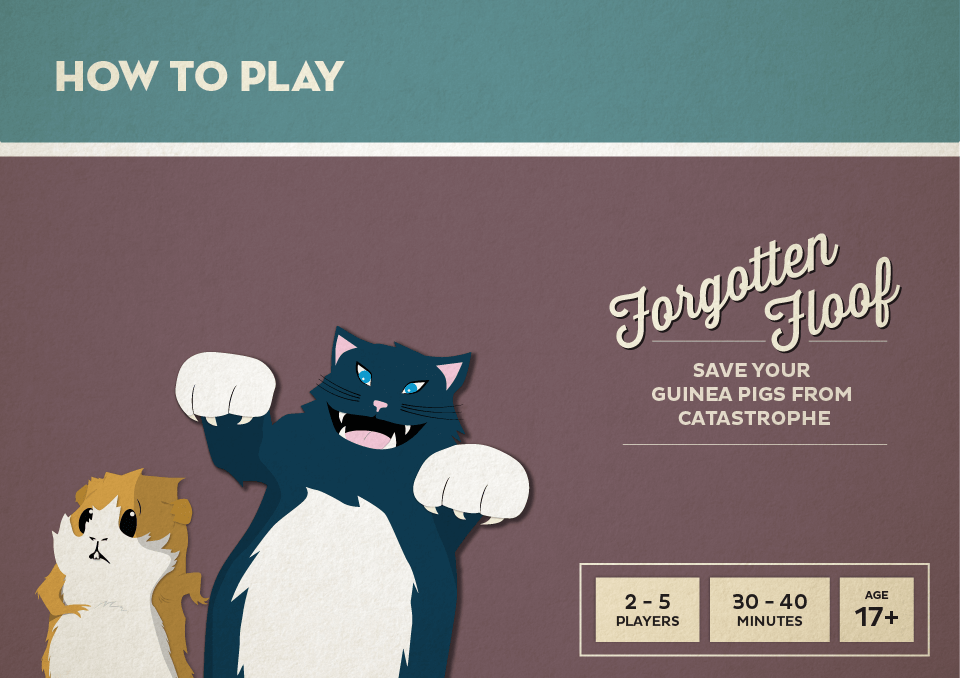 HOW TO PLAY
Forgotten
Floof
SAVE YOUR
GUINEA PIGS FROM
CATASTROPHE
2 - 5
PLAYERS
30 - 40
MINUTES
AGE
17+